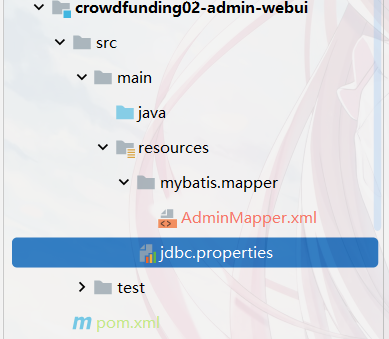 crowdfunding02-admin-webui
src
main
java
resources
mybatis.mapper
AdminMapper.xml
jdbc.properties
test
pom.xml